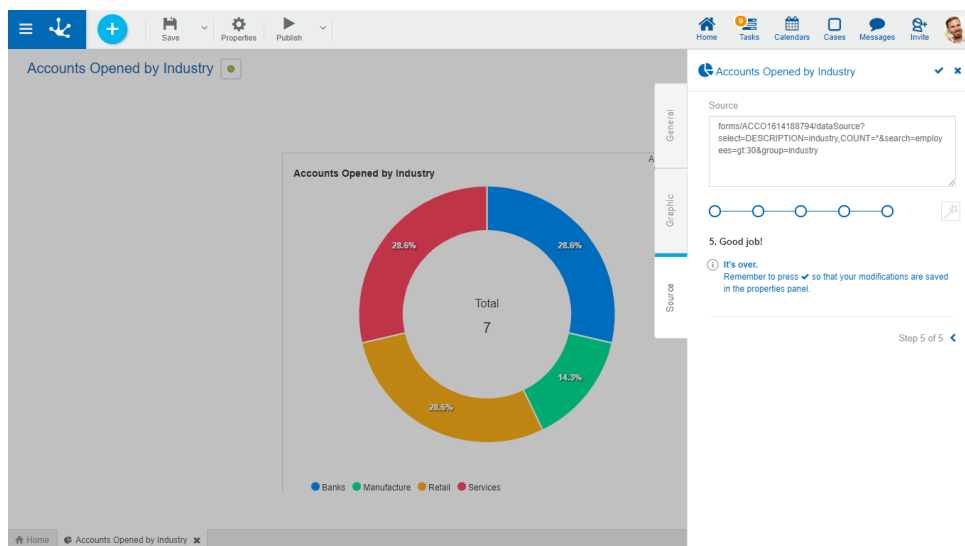 Save
Properties
Publish
Home
9
Tasks
Calendars
Cases
Messages
Invite
Accounts Opened by Industry
A
Accounts Opened by Industry
28.6%
28.6%
14.3%
28.6%
Total
7
Banks
Manufacture
Retail
Services
General
Graphic
Source
Accounts Opened by Industry
Source
forms/ACCO1614188794/dataSource?
select=DESCRIPTION=industry,COUNT=*&search=employ
ees=gt:30&group=industry
5. Good job!
It's over.
Remember to press ✔ so that your modifications are saved
in the properties panel.
Step 5 of 5
Home
Accounts Opened by Industry